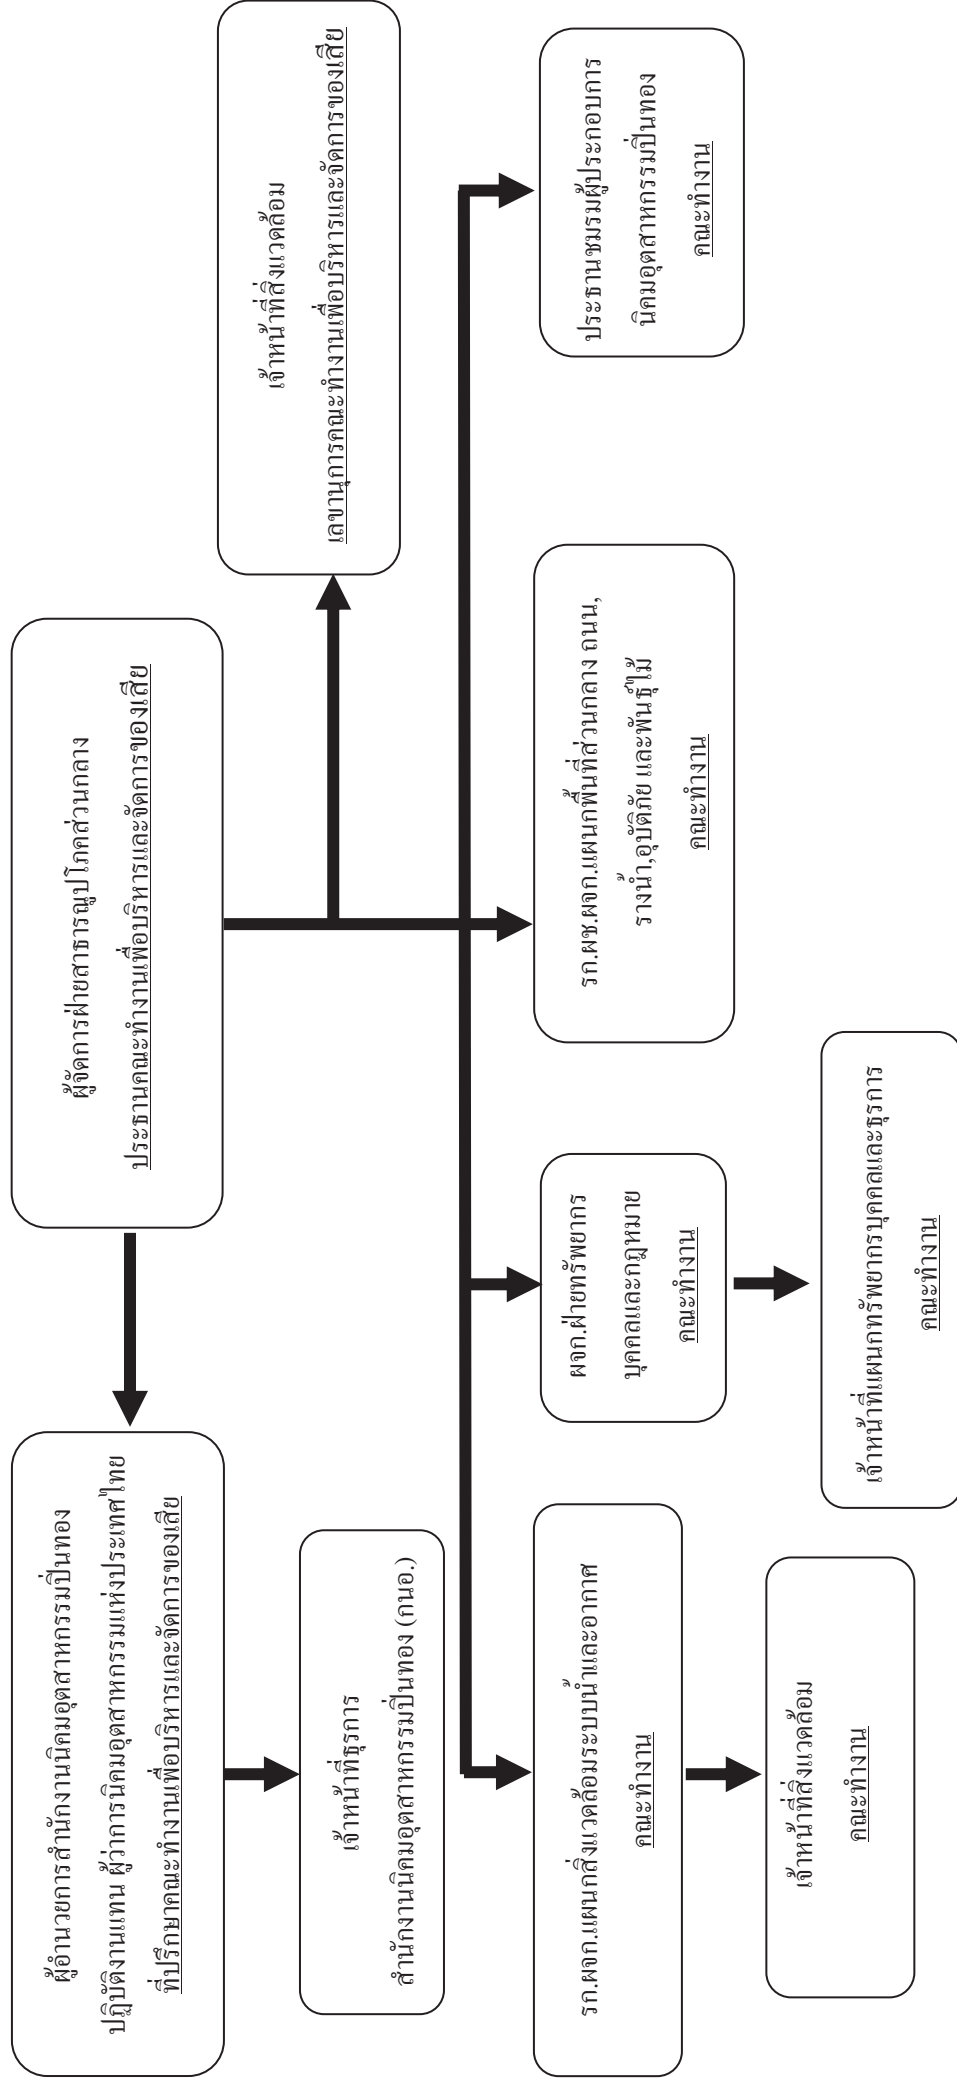 ผู้อำนวยการสำนักงานนิคมอุตสาหกรรมปิ่นทอง
ปฏิบัติงานแทน ผู้ว่าการนิคมอุตสาหกรรมแห่งประเทศไทย
ที่ปรึกษาคณะทำงานเพื่อบริหารและจัดการของเสีย
ผู้จัดการฝ่ายสาธารณูปโภคส่วนกลาง
ประธานคณะทำงานเพื่อบริหารและจัดการของเสีย
เจ้าหน้าที่สิ่งแวดล้อม
เลขานุการคณะทำงานเพื่อบริหารและจัดการของเสีย
เจ้าหน้าที่ธุรการ
สำนักงานนิคมอุตสาหกรรมปิ่นทอง (กนอ.)
รก.ผจก.แผนกสิ่งแวดล้อมระบบน้ำและอากาศ
คณะทำงาน
ผจก.ฝ่ายทรัพยากร
บุคคลและกฎหมาย
คณะทำงาน
รก.ผช.ผจก.แผนกพื้นที่ส่วนกลาง ถนน,
รางน้ำ,อุบัติภัย และพันธุ์ไม้
คณะทำงาน
ประธานชมรมผู้ประกอบการ
นิคมอุตสาหกรรมปิ่นทอง
คณะทำงาน
เจ้าหน้าที่สิ่งแวดล้อม
คณะทำงาน
เจ้าหน้าที่แผนกทรัพยากรบุคคลและธุรการ
คณะทำงาน